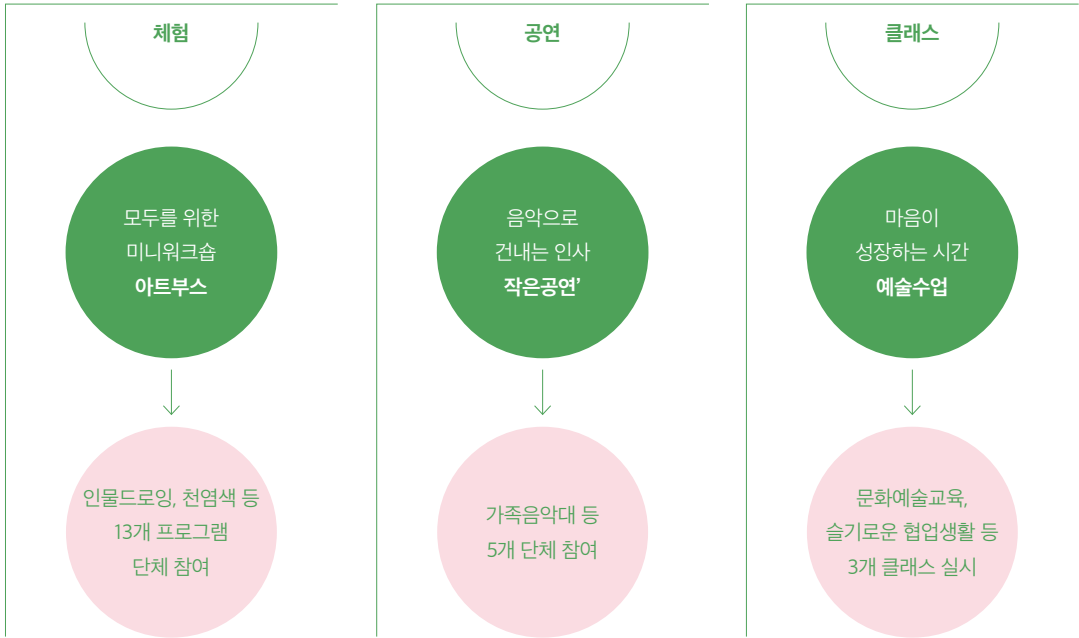 체험
모두를 위한
미니워크숍
아트부스
인물드로잉, 천염색 등
13개 프로그램
단체 참여
공연
음악으로
건내는 인사
작은공연’
가족음악대 등
5개 단체 참여
클래스
마음이
성장하는 시간
예술수업
문화예술교육,
슬기로운 협업생활 등
3개 클래스 실시